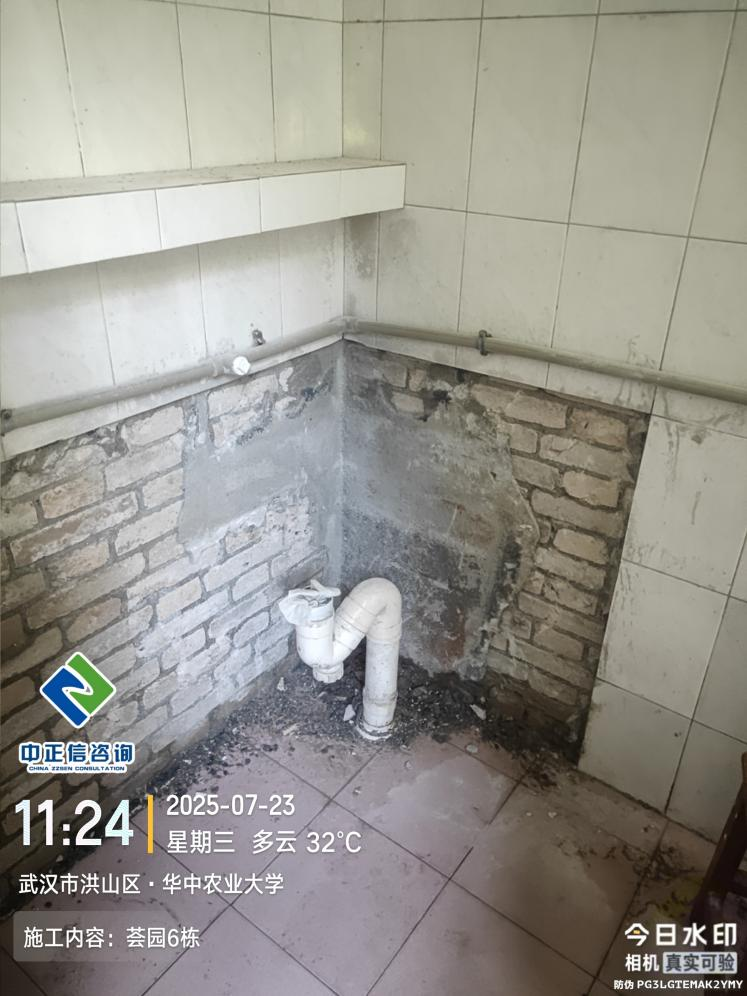 中正信咨询
CHINA ZZSEN CONSULTATION
11:24
2025-07-23
星期三 多云 32℃
武汉市洪山区·华中农业大学
施工内容：荟园6栋
今日水印
相机 真实可验
防伪 PG3LGTEMAK2YMY